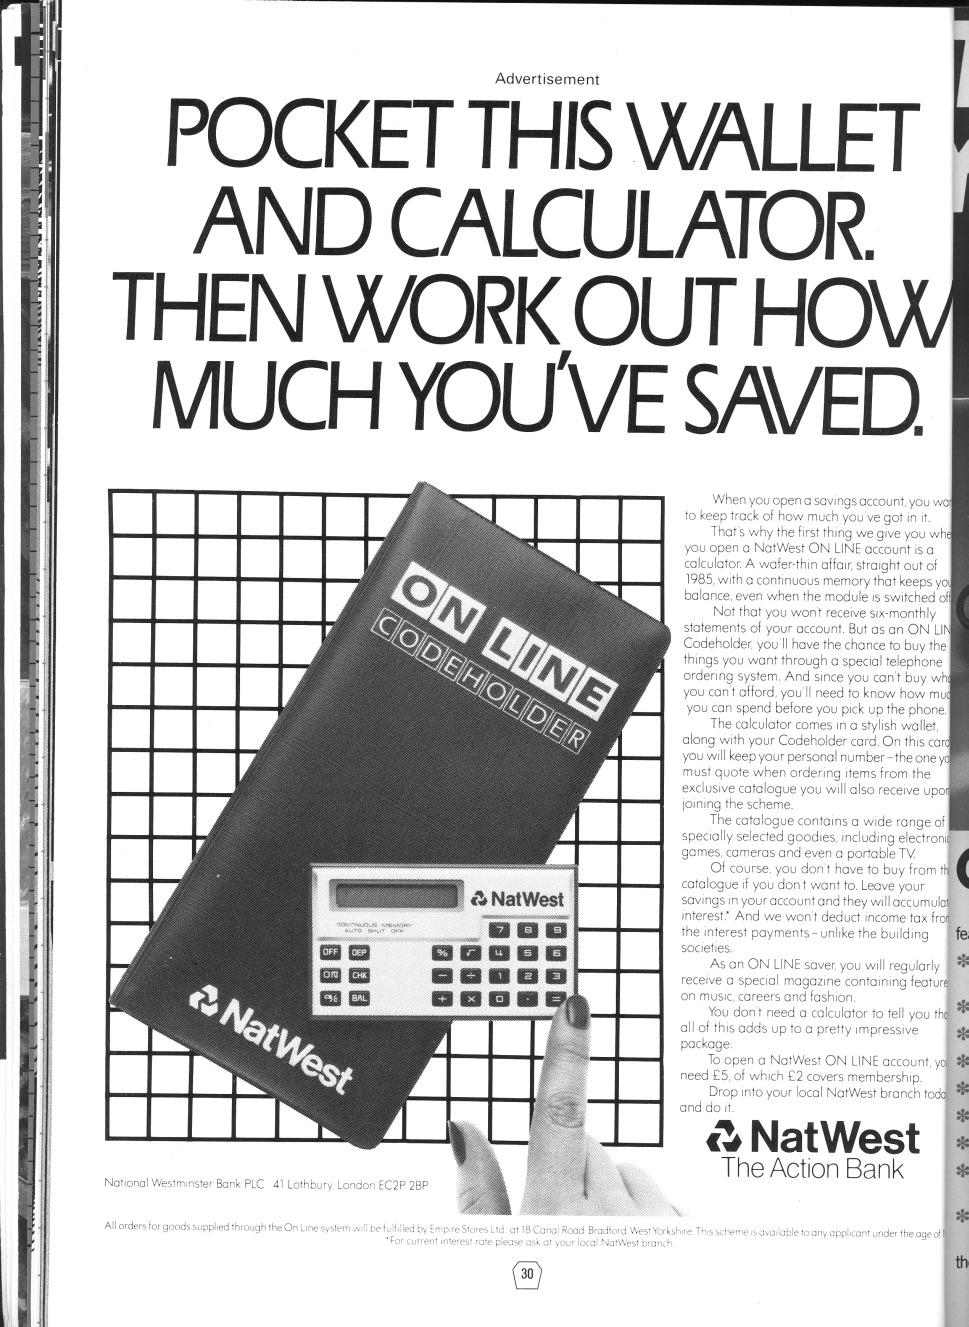 Advertisement
POCKET THIS WALLET
AND CALCULATOR.
THEN WORK OUT HOW
MUCH YOU'VE SAVED.
ON LINE
CODEHOLDER
NatWest
NatWest
CONTINUOUS MEMORY
AUTO SHUT OFF
7 8 9
OFF DEP % √ 4 5 6
ON CHK − ÷ 1 2 3
BAL + × 0 . =
When you open a savings account, you
to keep track of how much you've got in it.
That's why the first thing we give you
you open a NatWest ON LINE account is a
calculator. A wafer-thin affair, straight out of
1985, with a continuous memory that keeps
balance, even when the module is switched
Not that you won't receive six-monthly
statements of your account. But as an ON
Codeholder, you'll have the chance to buy the
things you want through a special telephone
ordering system. And since you can't buy
you can't afford, you'll need to know how
you can spend before you pick up the phone.
The calculator comes in a stylish wallet,
along with your Codeholder card. On this
you will keep your personal number – the one
must quote when ordering items from the
exclusive catalogue you will also receive
joining the scheme.
The catalogue contains a wide range of
specially selected goodies, including
games, cameras and even a portable TV.
Of course, you don't have to buy from
catalogue if you don't want to. Leave your
savings in your account and they will
interest.* And we won't deduct income tax
the interest payments – unlike the building
societies.
As an ON LINE saver, you will regularly
receive a special magazine containing
on music, careers and fashion.
You don't need a calculator to tell you
all of this adds up to a pretty impressive
package.
To open a NatWest ON LINE account,
need £5, of which £2 covers membership.
Drop into your local NatWest branch
and do it.
NatWest
The Action Bank
National Westminster Bank PLC 41 Lothbury London EC2P 2BP
All orders for goods supplied through the On Line system will be fulfilled by Empire Stores Ltd. at 18 Canal Road Bradford West Yorkshire. This scheme is available to any applicant under the age of
*For current interest rate please ask at your local NatWest branch.
30